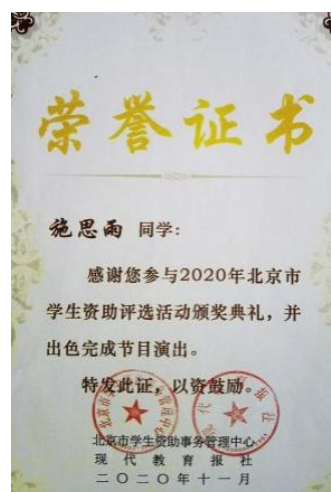 荣誉证书
施思雨 同学：
感谢您参与2020年北京市
学生资助评选活动颁奖典礼，并
出色完成节目演出。
特发此证，以资鼓励。
北京市学生资助事务管理中心
现代教育报社
二〇二〇年十一月